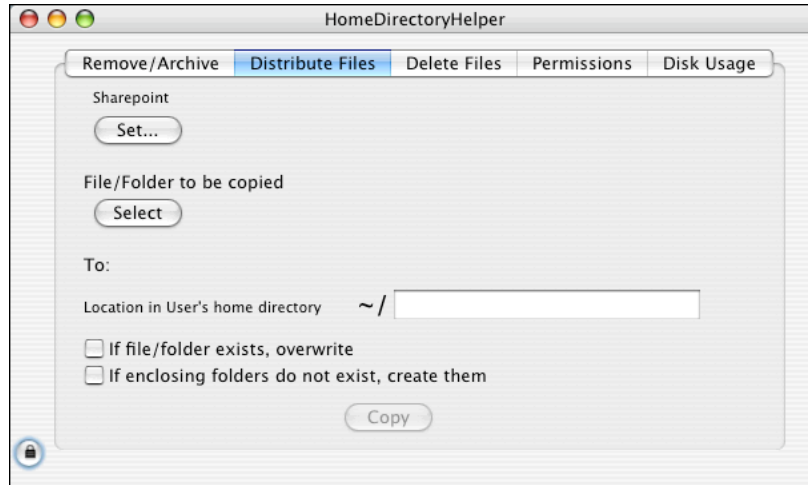 HomeDirectoryHelper
Remove/Archive Distribute Files Delete Files Permissions Disk Usage
Sharepoint
Set...
File/Folder to be copied
Select
To:
Location in User's home directory ~/
If file/folder exists, overwrite
If enclosing folders do not exist, create them
Copy